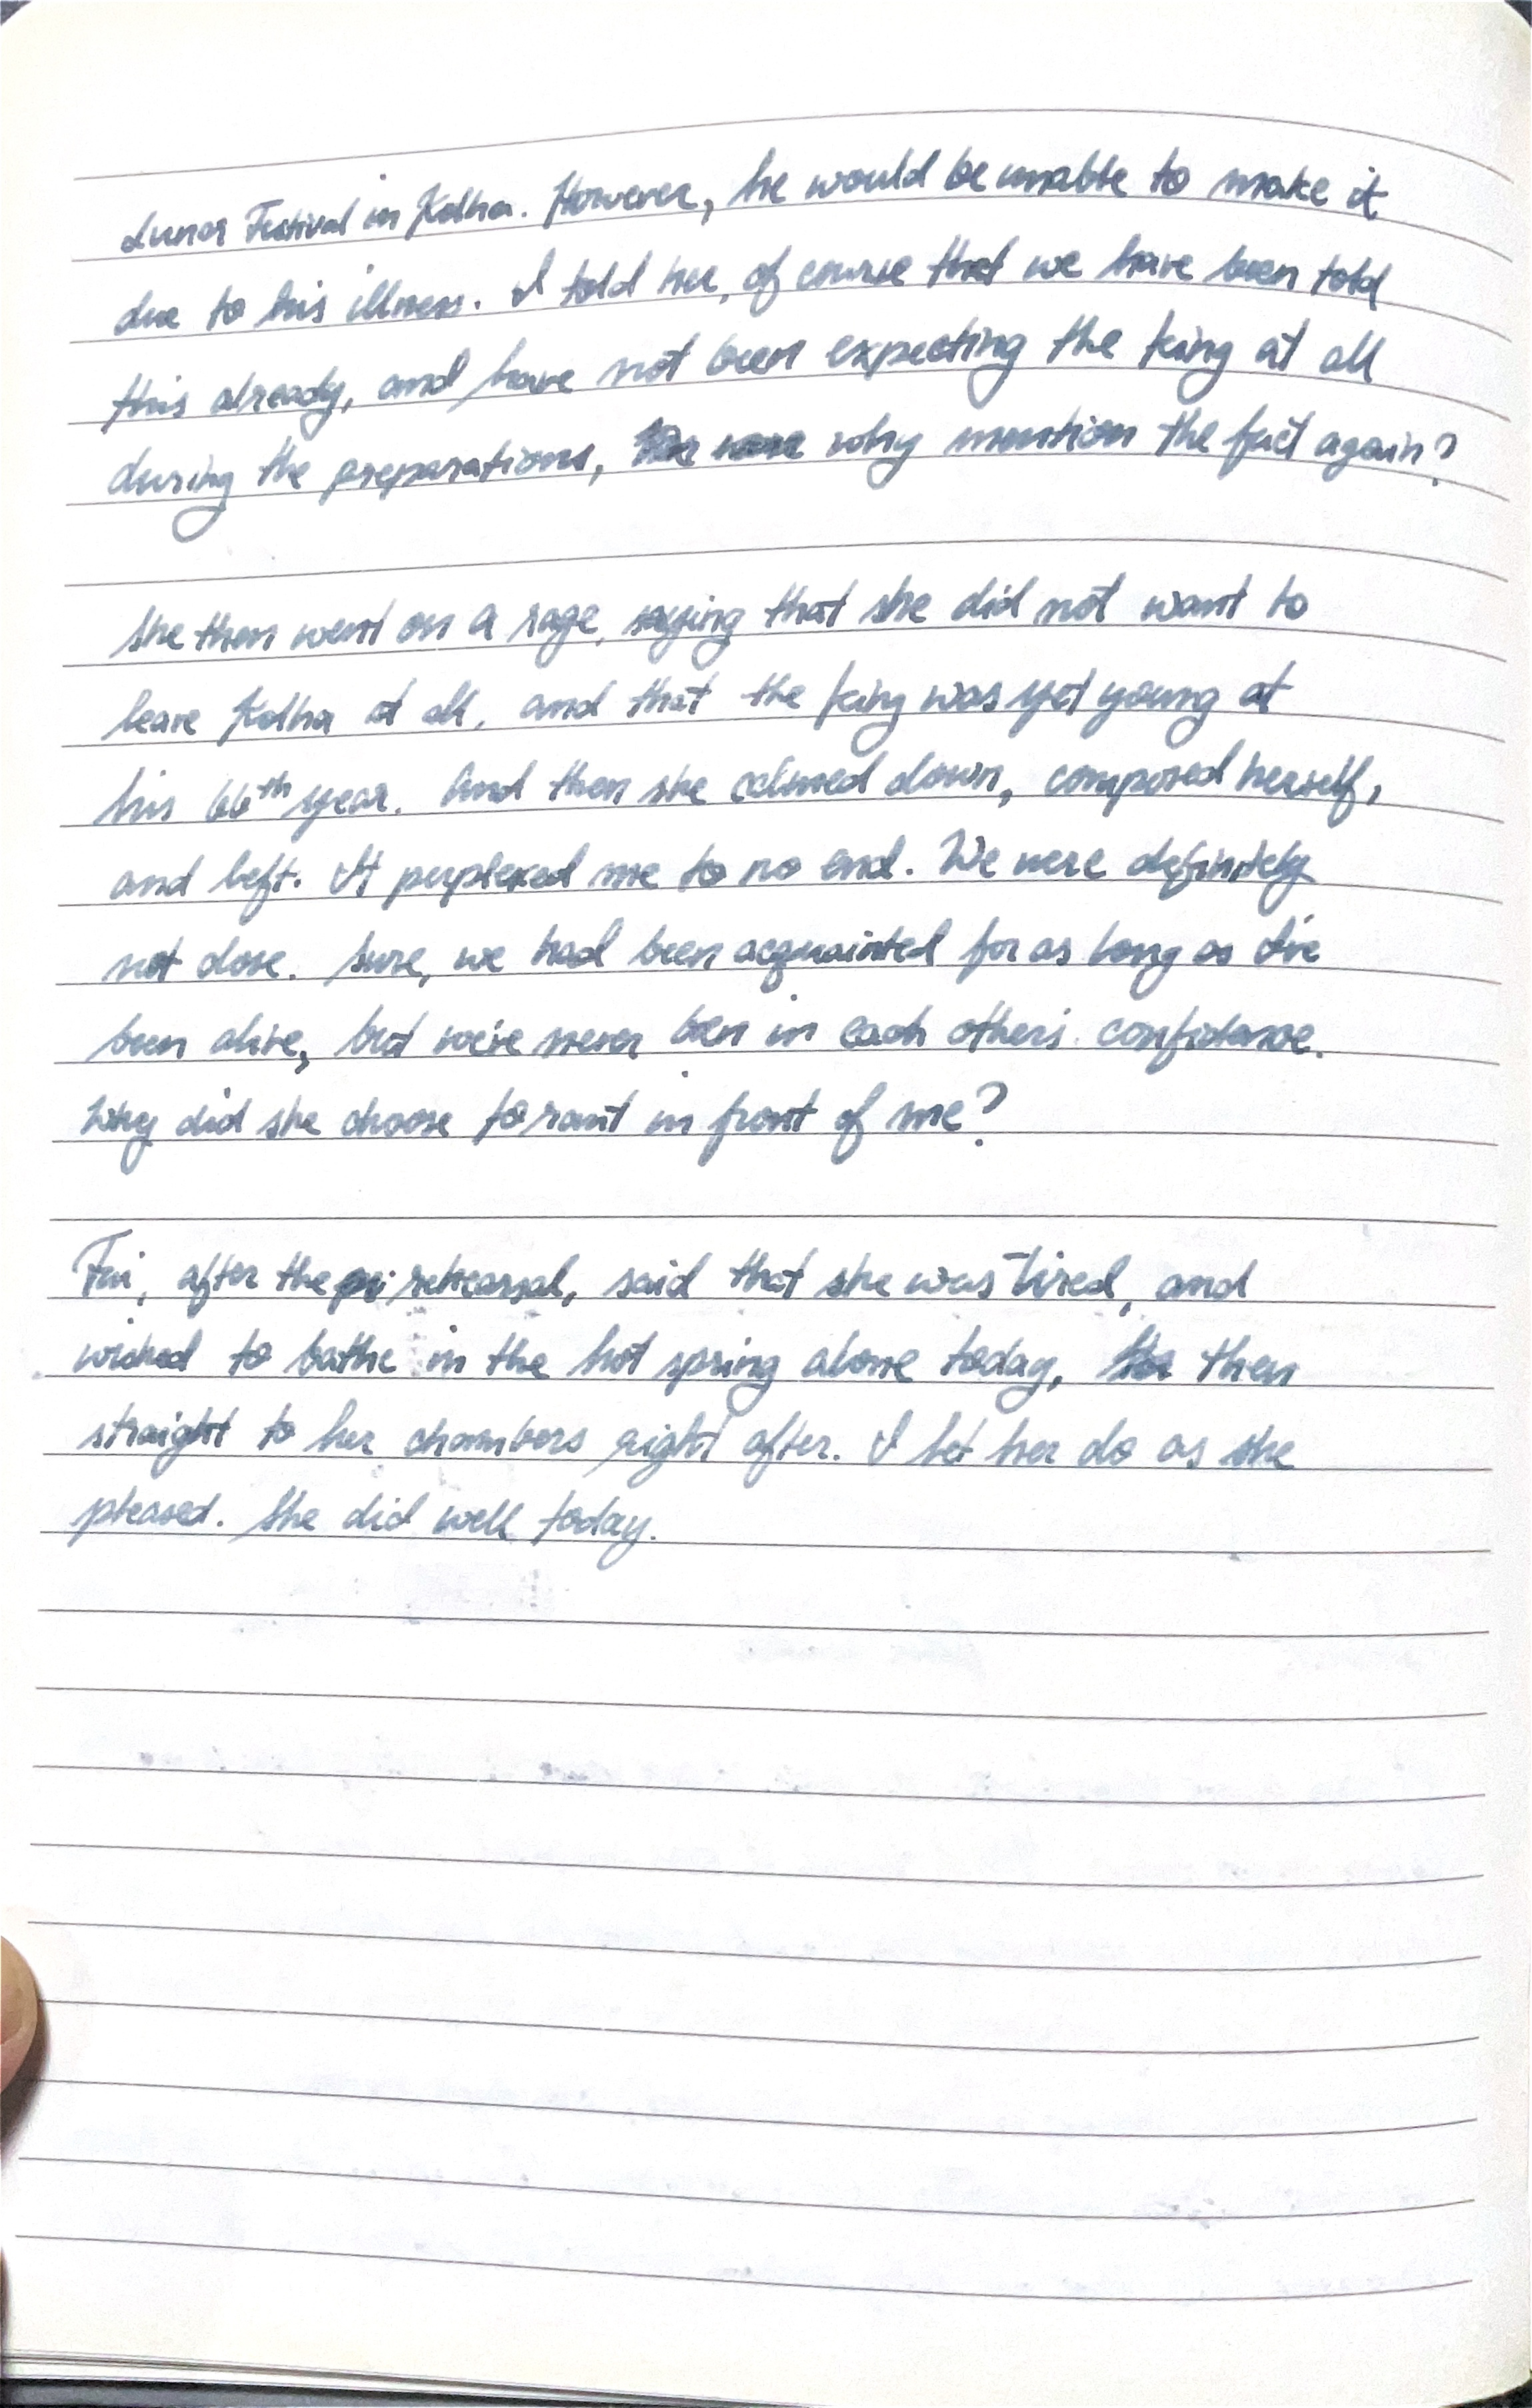 Lunar Festival in Kolha. However, he would be unable to make it
due to his illness. I told her, of course that we have been told
this already, and have not been expecting the king at all
during the preparations, why mention the fact again?
She then went on a rage, saying that she did not want to
leave Kolha at all, and that the king was yet young at
his 66th year. And then she calmed down, composed herself,
and left. It perplexed me to no end. We were definitely
not close. Sure, we had been acquainted for as long as I've
been alive, but we've never been in each other's confidence.
Why did she choose to rant in front of me?
Fai, after the rehearsal, said that she was tired, and
wished to bathe in the hot spring alone today, then
straight to her chambers right after. I let her do as she
pleased. She did well today.